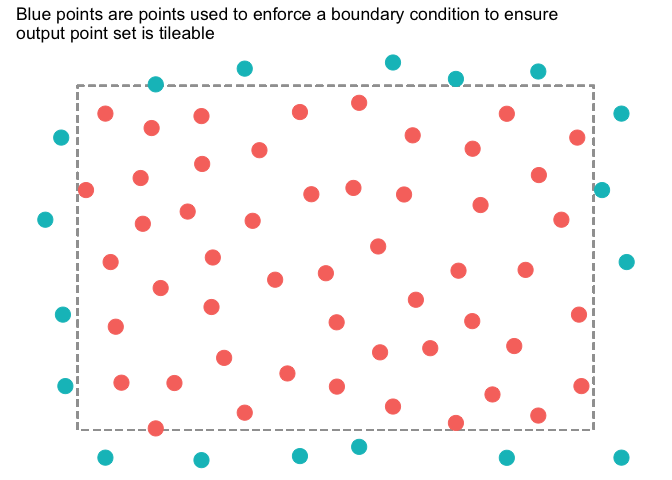 Blue points are points used to enforce a boundary condition to ensure
output point set is tileable